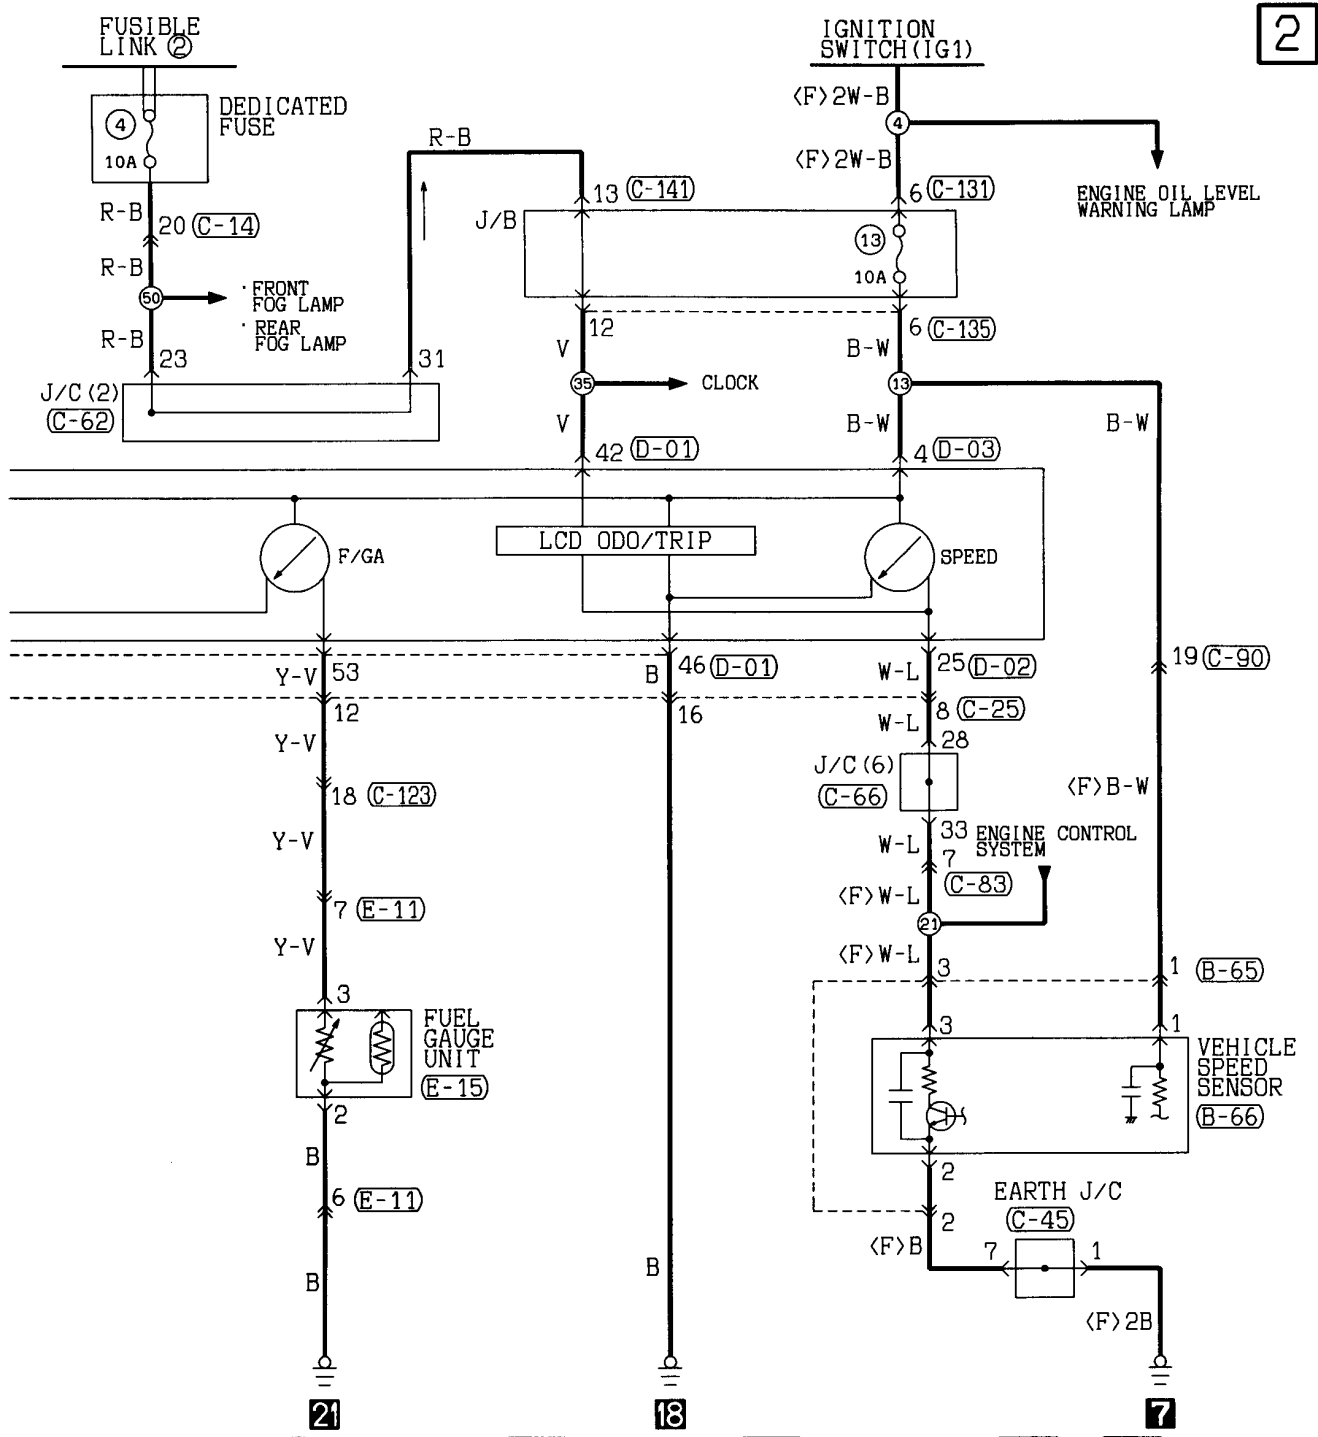 FUSIBLE
LINK ②
IGNITION
SWITCH(IG1)
2
DEDICATED
FUSE
4
10A
<F>2W-B
4
R-B
<F>2W-B
ENGINE OIL LEVEL
WARNING LAMP
R-B
20 (C-14)
13 (C-141)
6 (C-131)
J/B
13
10A
R-B
50
· FRONT
FOG LAMP
· REAR
FOG LAMP
R-B
23
31
12
6 (C-135)
V
B-W
J/C(2)
(C-62)
35
CLOCK
13
V
B-W
B-W
42 (D-01)
4 (D-03)
F/GA
LCD ODO/TRIP
SPEED
Y-V
53
B
46 (D-01)
W-L
25 (D-02)
19 (C-90)
12
16
W-L
8 (C-25)
Y-V
28
J/C(6)
(C-66)
<F>B-W
18 (C-123)
33
ENGINE CONTROL
SYSTEM
Y-V
W-L
7
(C-83)
<F>W-L
7 (E-11)
21
Y-V
<F>W-L
3
1 (B-65)
3
3
1
FUEL
GAUGE
UNIT
(E-15)
VEHICLE
SPEED
SENSOR
(B-66)
2
B
2
6 (E-11)
EARTH J/C
(C-45)
2
<F>B
7
1
B
B
<F>2B
21
18
7